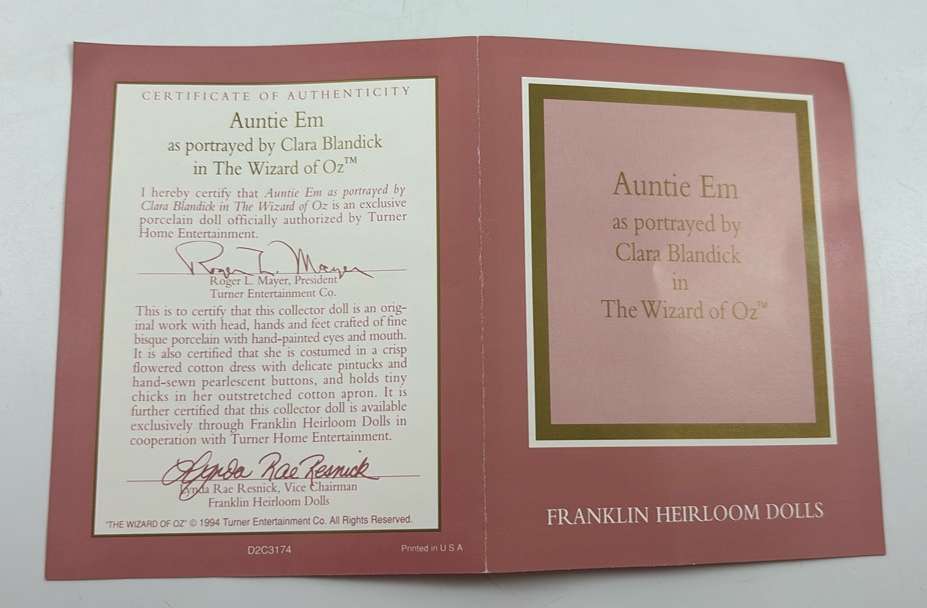 CERTIFICATE OF AUTHENTICITY
Auntie Em
as portrayed by Clara Blandick
in The Wizard of Oz™
I hereby certify that Auntie Em as portrayed by
Clara Blandick in The Wizard of Oz is an exclusive
porcelain doll officially authorized by Turner
Home Entertainment.
Roger L. Mayer
Roger L. Mayer, President
Turner Entertainment Co.
This is to certify that this collector doll is an orig-
inal work with head, hands and feet crafted of fine
bisque porcelain with hand-painted eyes and mouth.
It is also certified that she is costumed in a crisp
flowered cotton dress with delicate pintucks and
hand-sewn pearlescent buttons, and holds tiny
chicks in her outstretched cotton apron. It is
further certified that this collector doll is available
exclusively through Franklin Heirloom Dolls in
cooperation with Turner Home Entertainment.
Lynda Rae Resnick
Lynda Rae Resnick, Vice Chairman
Franklin Heirloom Dolls
"THE WIZARD OF OZ" © 1994 Turner Entertainment Co. All Rights Reserved.
D2C3174
Printed in U S A
Auntie Em
as portrayed by
Clara Blandick
in
The Wizard of Oz™
FRANKLIN HEIRLOOM DOLLS